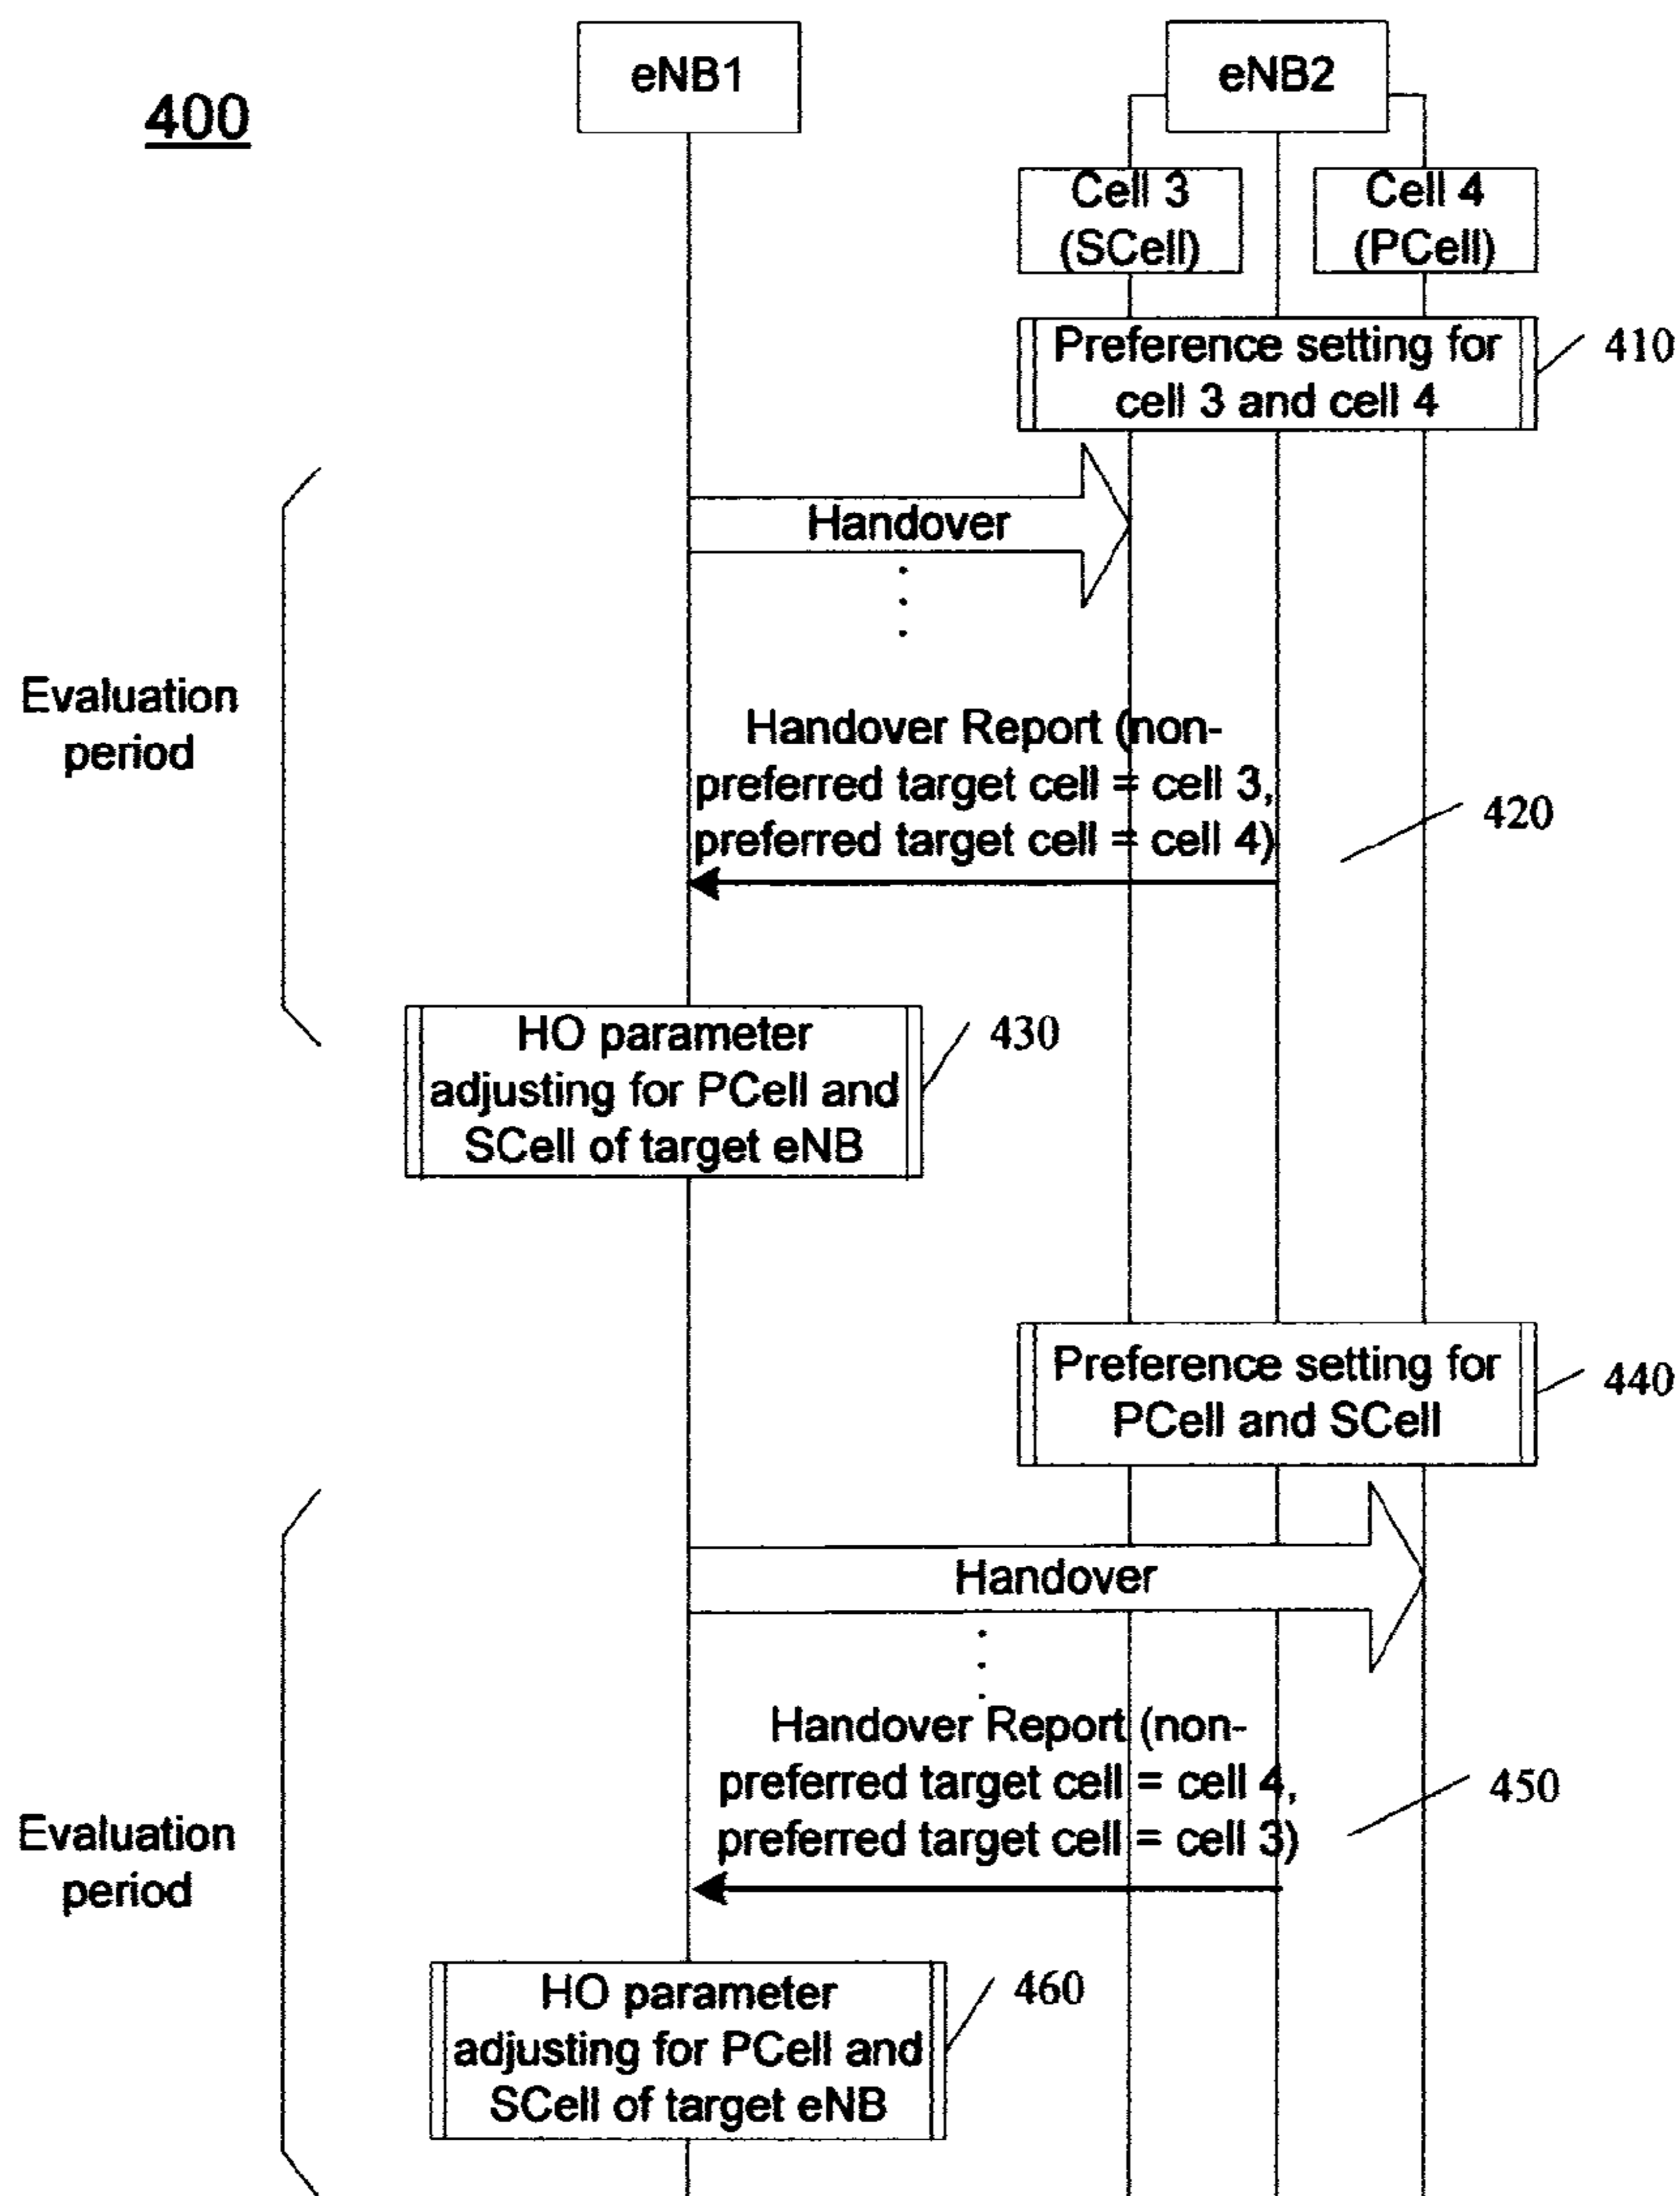 400
eNB1
eNB2
Cell 3
(SCell)
Cell 4
(PCell)
Preference setting for
cell 3 and cell 4
410
Handover
Evaluation
period
Handover Report (non-
preferred target cell = cell 3,
preferred target cell = cell 4)
420
HO parameter
adjusting for PCell and
SCell of target eNB
430
Preference setting for
PCell and SCell
440
Handover
Evaluation
period
Handover Report (non-
preferred target cell = cell 4,
preferred target cell = cell 3)
450
HO parameter
adjusting for PCell and
SCell of target eNB
460